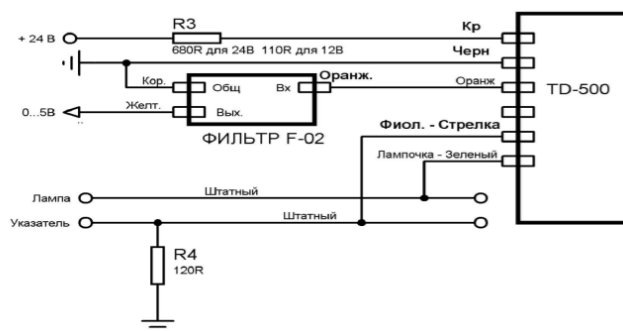 R3
Кр
+ 24 В
680R для 24В 110R для 12В
Черн
Оранж.
Кор.
Общ
Вх
Оранж
TD-500
Желт.
Вых.
0...5В
ФИЛЬТР F-02
Фиол. - Стрелка
Лампочка - Зеленый
Лампа
Штатный
Указатель
Штатный
R4
120R